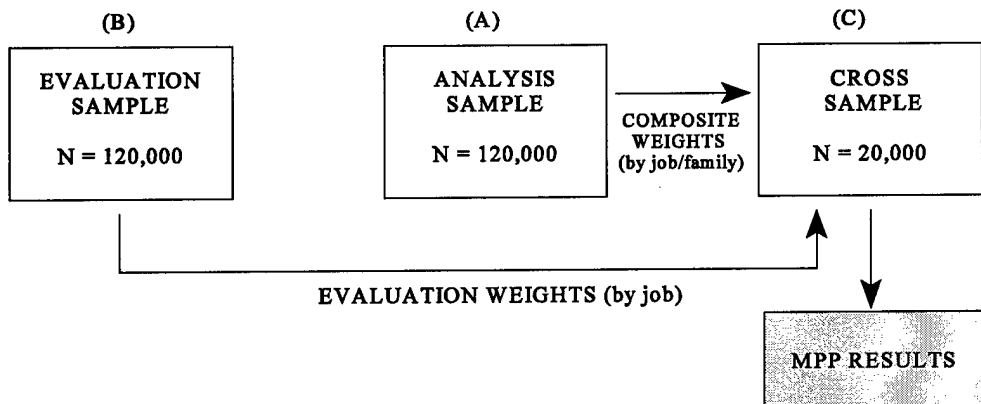 (B)
(A)
(C)
EVALUATION
SAMPLE
N = 120,000
ANALYSIS
SAMPLE
N = 120,000
COMPOSITE
WEIGHTS
(by job/family)
CROSS
SAMPLE
N = 20,000
EVALUATION WEIGHTS (by job)
MPP RESULTS